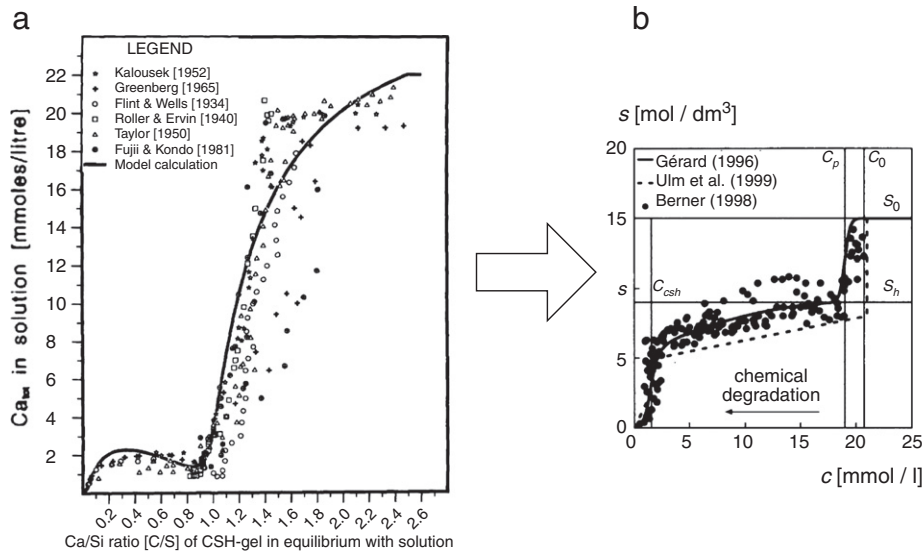 a
LEGEND
Kalousek [1952]
Greenberg [1965]
Flint & Wells [1934]
Roller & Ervin [1940]
Taylor [1950]
Fujii & Kondo [1981]
Model calculation
Ca_tot in solution [mmoles/litre]
22
20
18
16
14
12
10
8
6
4
2
0.2 0.4 0.6 0.8 1.0 1.2 1.4 1.6 1.8 2.0 2.2 2.4 2.6
Ca/Si ratio [C/S] of CSH-gel in equilibrium with solution
b
s [mol / dm³]
20
15
s
5
0
C_p C_0
Gérard (1996)
Ulm et al. (1999)
Berner (1998)
S_0
C_csh
S_h
chemical
degradation
0 5 10 15 20 25
c [mmol / l]